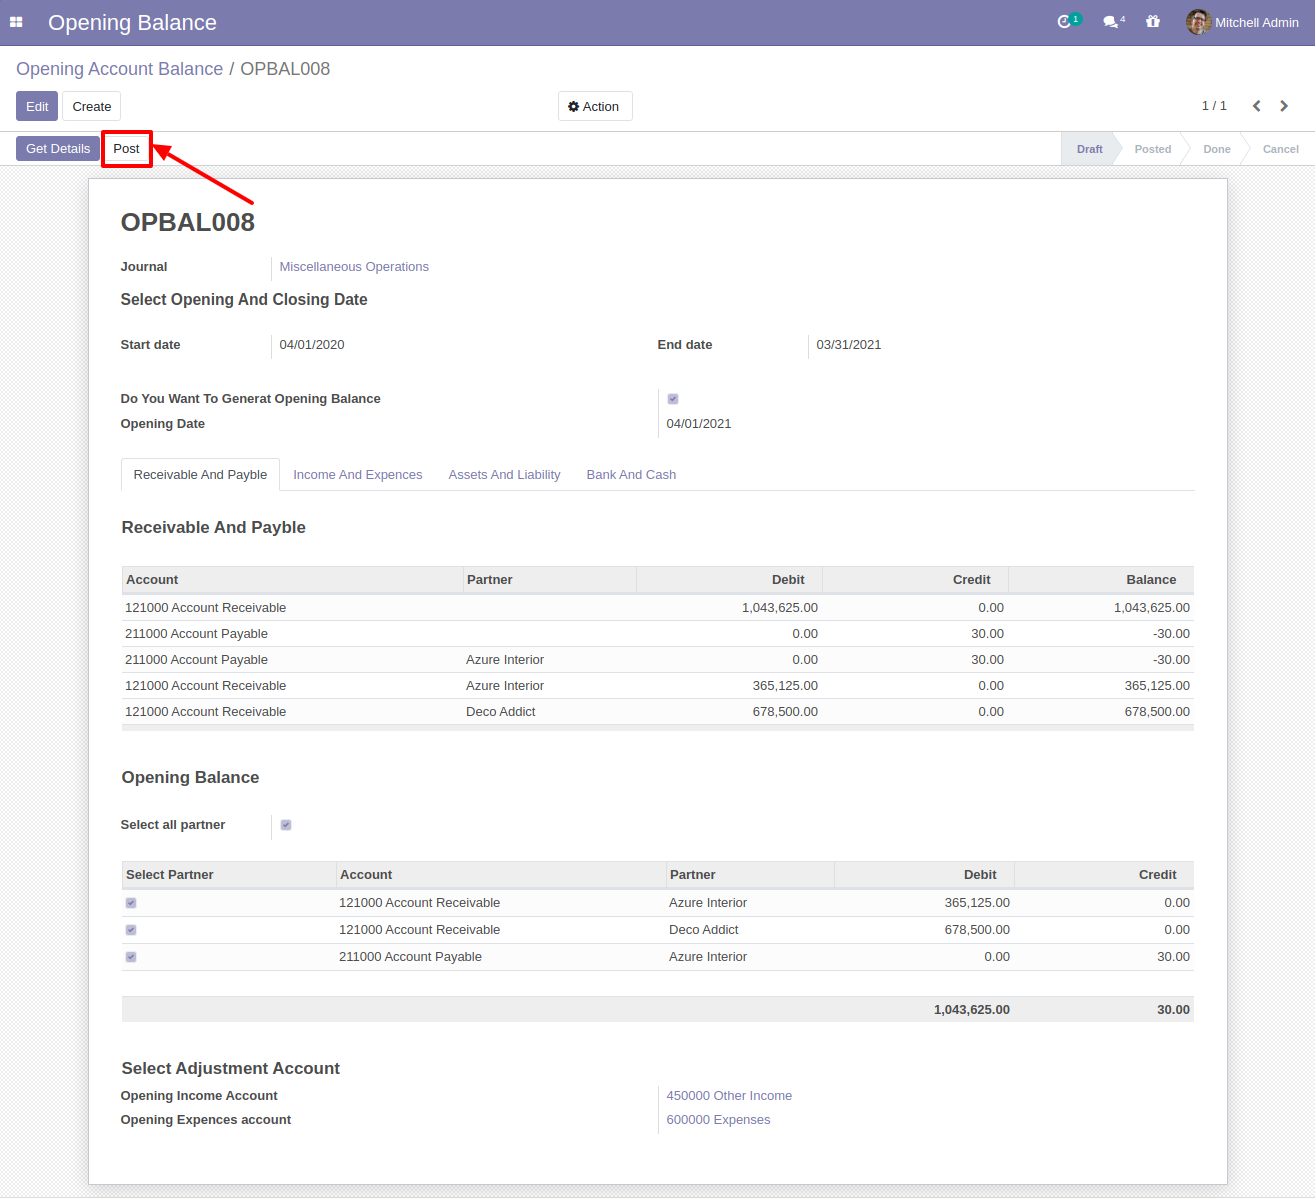 Opening Balance 1 4 Mitchell Admin
Opening Account Balance / OPBAL008
Edit Create Action 1 / 1
Get Details Post Draft Posted Done Cancel
OPBAL008
Journal Miscellaneous Operations
Select Opening And Closing Date
Start date 04/01/2020 End date 03/31/2021
Do You Want To Generat Opening Balance
Opening Date 04/01/2021
Receivable And Payble Income And Expences Assets And Liability Bank And Cash
Receivable And Payble
Account Partner Debit Credit Balance
121000 Account Receivable 1,043,625.00 0.00 1,043,625.00
211000 Account Payable 0.00 30.00 -30.00
211000 Account Payable Azure Interior 0.00 30.00 -30.00
121000 Account Receivable Azure Interior 365,125.00 0.00 365,125.00
121000 Account Receivable Deco Addict 678,500.00 0.00 678,500.00
Opening Balance
Select all partner
Select Partner Account Partner Debit Credit
121000 Account Receivable Azure Interior 365,125.00 0.00
121000 Account Receivable Deco Addict 678,500.00 0.00
211000 Account Payable Azure Interior 0.00 30.00
1,043,625.00 30.00
Select Adjustment Account
Opening Income Account 450000 Other Income
Opening Expences account 600000 Expenses